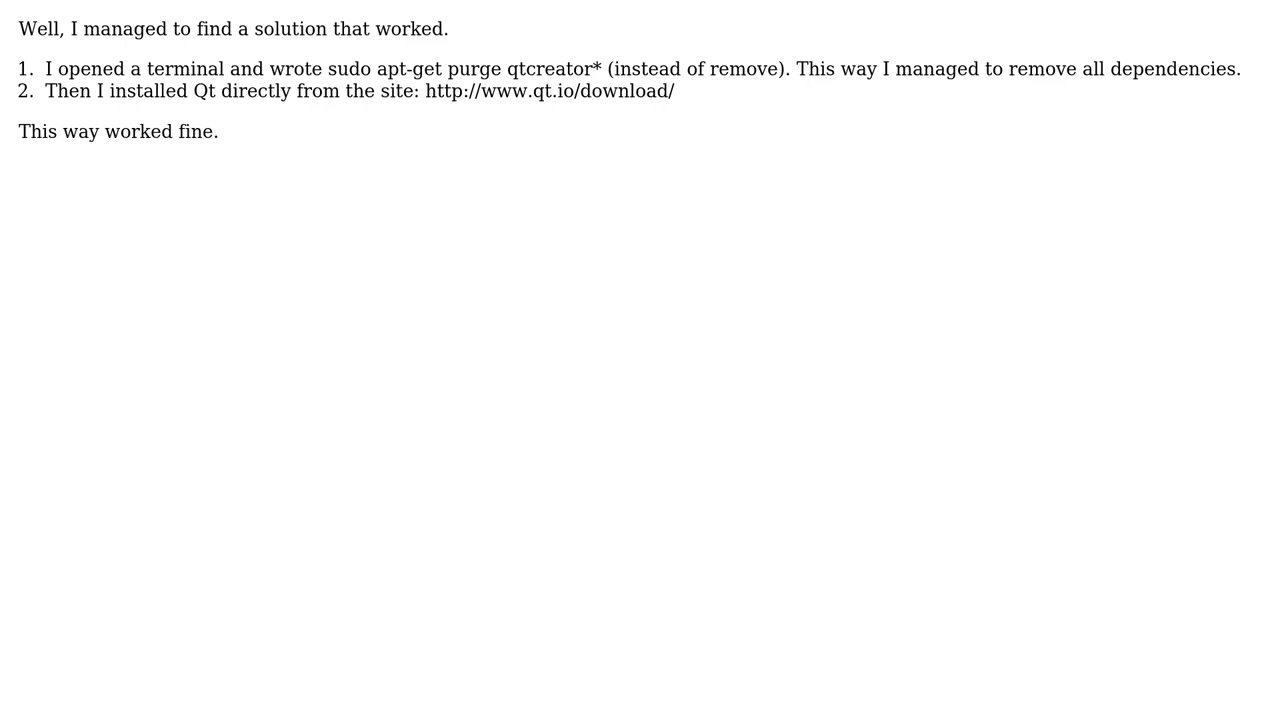 Well, I managed to find a solution that worked.
1. I opened a terminal and wrote sudo apt-get purge qtcreator* (instead of remove). This way I managed to remove all dependencies.
2. Then I installed Qt directly from the site: http://www.qt.io/download/
This way worked fine.